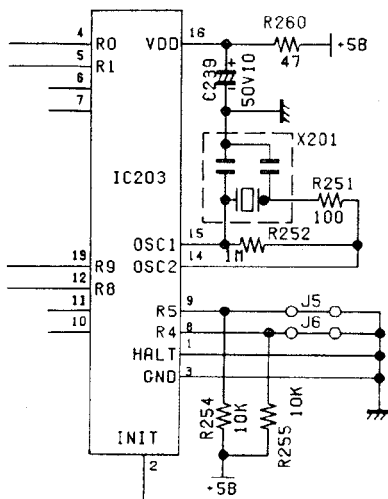 4 R0 VDD 16 R260 47 +5B
5 R1
6
7
C239 50V10
X201
IC203
R251 100
15 OSC1 R252 1M
19 R9 OSC2 14
12 R8
11 R5 9 J5
10 R4 8 J6
HALT 1
GND 3
R254 10K
R255 10K
INIT
2
+5B